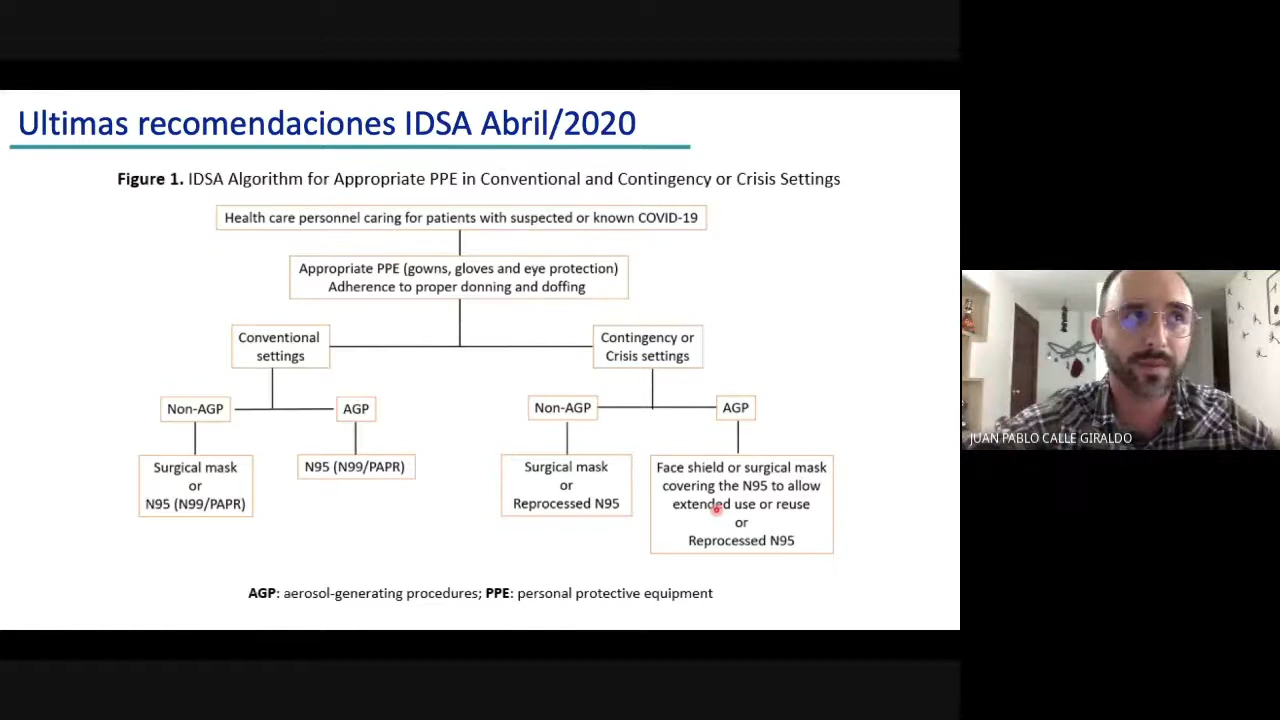 Ultimas recomendaciones IDSA Abril/2020
Figure 1. IDSA Algorithm for Appropriate PPE in Conventional and Contingency or Crisis Settings
Health care personnel caring for patients with suspected or known COVID-19
Appropriate PPE (gowns, gloves and eye protection)
Adherence to proper donning and doffing
Conventional
settings
Contingency or
Crisis settings
Non-AGP
AGP
Non-AGP
AGP
Surgical mask
or
N95 (N99/PAPR)
N95 (N99/PAPR)
Surgical mask
or
Reprocessed N95
Face shield or surgical mask
covering the N95 to allow
extended use or reuse
or
Reprocessed N95
AGP: aerosol-generating procedures; PPE: personal protective equipment
JUAN PABLO CALLE GIRALDO